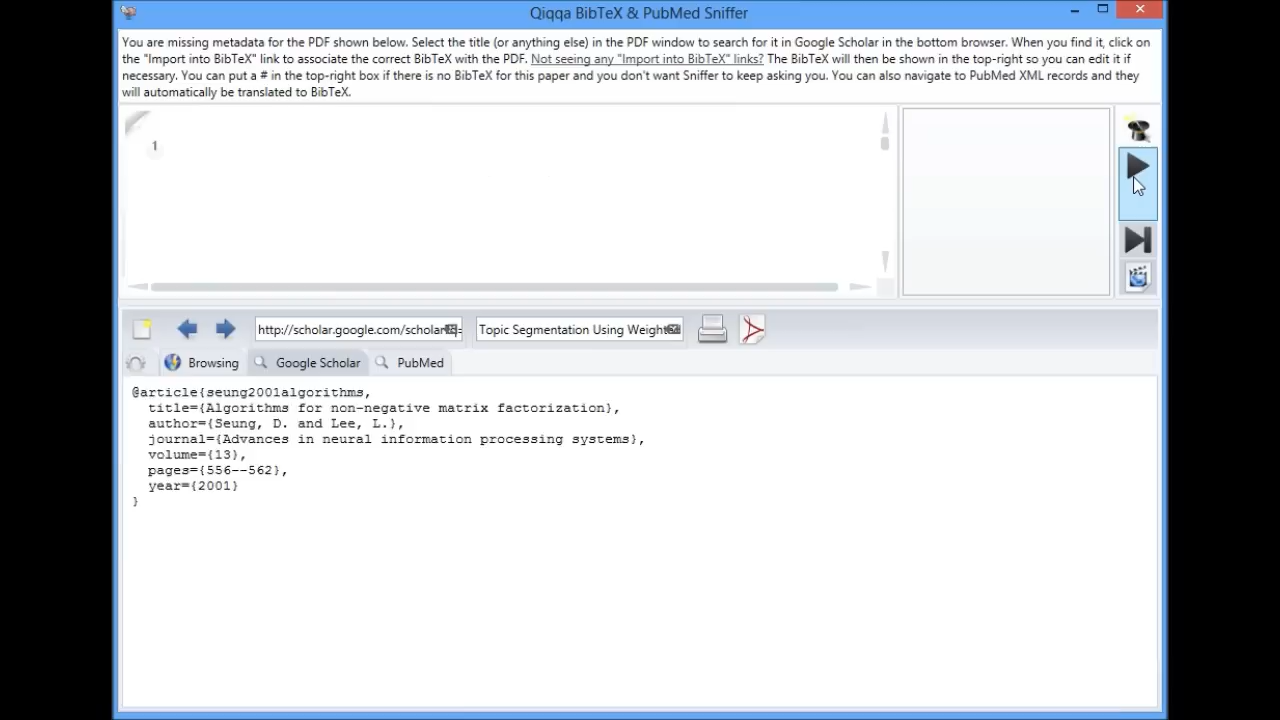 Qiqqa BibTeX & PubMed Sniffer
You are missing metadata for the PDF shown below. Select the title (or anything else) in the PDF window to search for it in Google Scholar in the bottom browser. When you find it, click on
the "Import into BibTeX" link to associate the correct BibTeX with the PDF. Not seeing any "Import into BibTeX" links? The BibTeX will then be shown in the top-right so you can edit it if
necessary. You can put a # in the top-right box if there is no BibTeX for this paper and you don't want Sniffer to keep asking you. You can also navigate to PubMed XML records and they
will automatically be translated to BibTeX.
1
http://scholar.google.com/scholar Topic Segmentation Using
Browsing Google Scholar PubMed
@article{seung2001algorithms,
title={Algorithms for non-negative matrix factorization},
author={Seung, D. and Lee, L.},
journal={Advances in neural information processing systems},
volume={13},
pages={556--562},
year={2001}
}